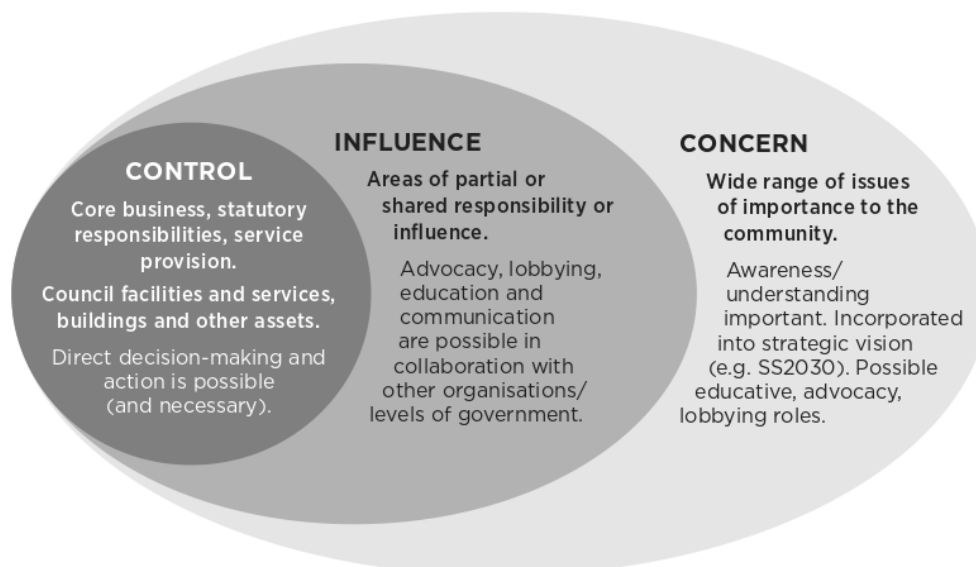 CONTROL
Core business, statutory
responsibilities, service
provision.
Council facilities and services,
buildings and other assets.
Direct decision-making and
action is possible
(and necessary).
INFLUENCE
Areas of partial or
shared responsibility or
influence.
Advocacy, lobbying,
education and
communication
are possible in
collaboration with
other organisations/
levels of government.
CONCERN
Wide range of issues
of importance to the
community.
Awareness/
understanding
important. Incorporated
into strategic vision
(e.g. SS2030). Possible
educative, advocacy,
lobbying roles.